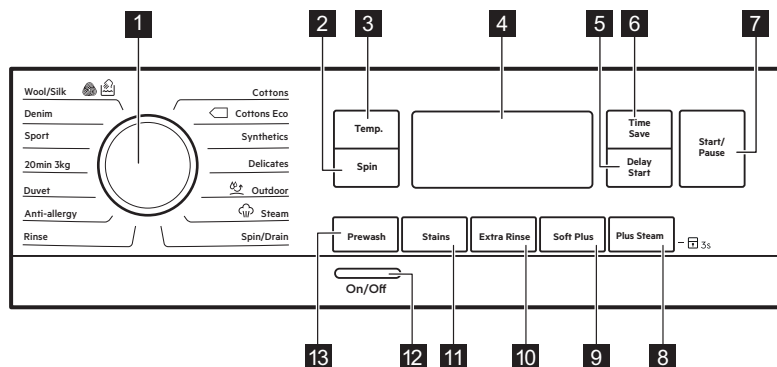 1
2
3
4
5
6
7
Wool/Silk
Denim
Sport
20min 3kg
Duvet
Anti-allergy
Rinse
Cottons
Cottons Eco
Synthetics
Delicates
Outdoor
Steam
Spin/Drain
Temp.
Spin
Time
Save
Delay
Start
Start/
Pause
Prewash
Stains
Extra Rinse
Soft Plus
Plus Steam
3s
On/Off
13
12
11
10
9
8